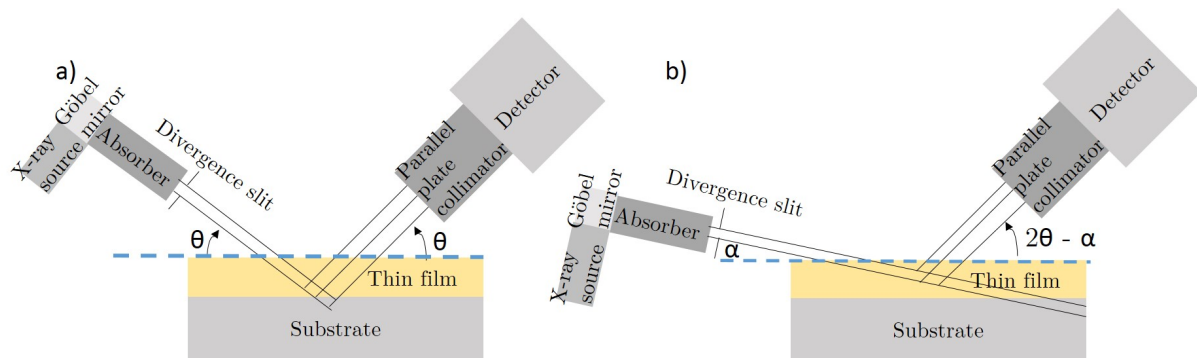 a)
X-ray
source
Göbel
mirror
Absorber
Divergence slit
θ
Parallel
plate
collimator
Detector
θ
Thin film
Substrate
b)
X-ray
source
Göbel
mirror
Absorber
Divergence slit
α
Parallel
plate
collimator
Detector
2θ - α
Thin film
Substrate